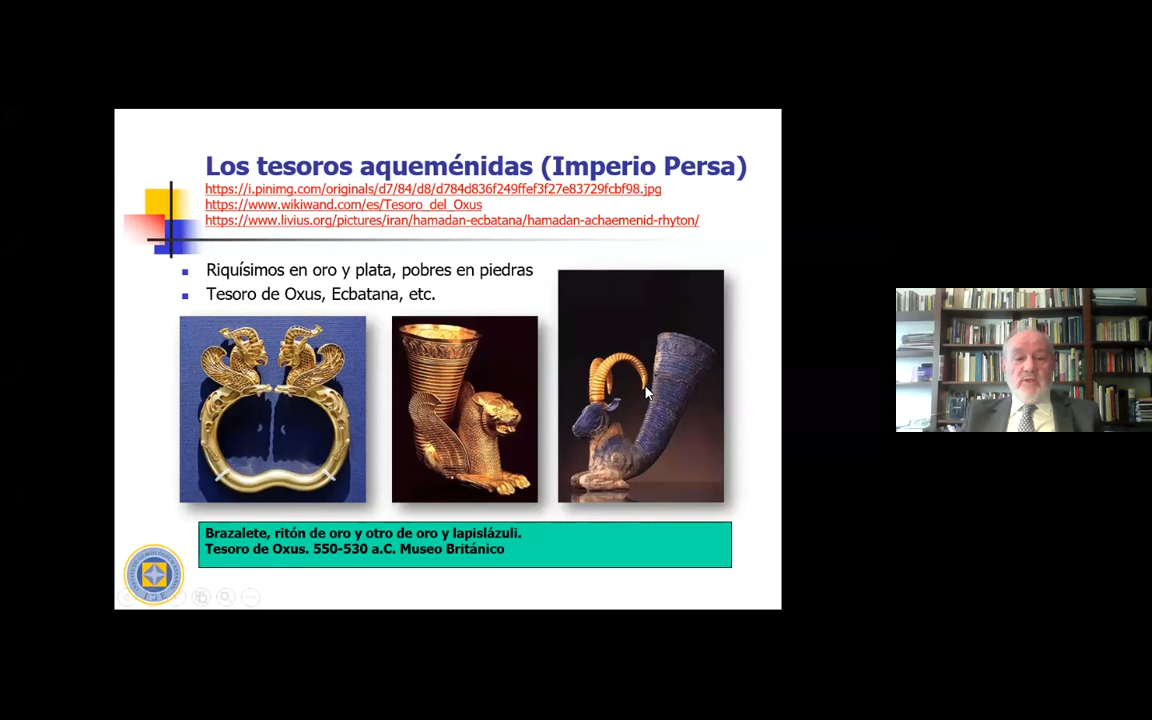 Los tesoros aqueménidas (Imperio Persa)
https://i.pinimg.com/originals/d7/84/d8/d784d836f249ffef3f27e83729fcbf98.jpg
https://www.wikiwand.com/es/Tesoro_del_Oxus
https://www.livius.org/pictures/iran/hamadan-ecbatana/hamadan-achaemenid-rhyton/
Riquísimos en oro y plata, pobres en piedras
Tesoro de Oxus, Ecbatana, etc.
Brazalete, ritón de oro y otro de oro y lapislázuli.
Tesoro de Oxus. 550-530 a.C. Museo Británico